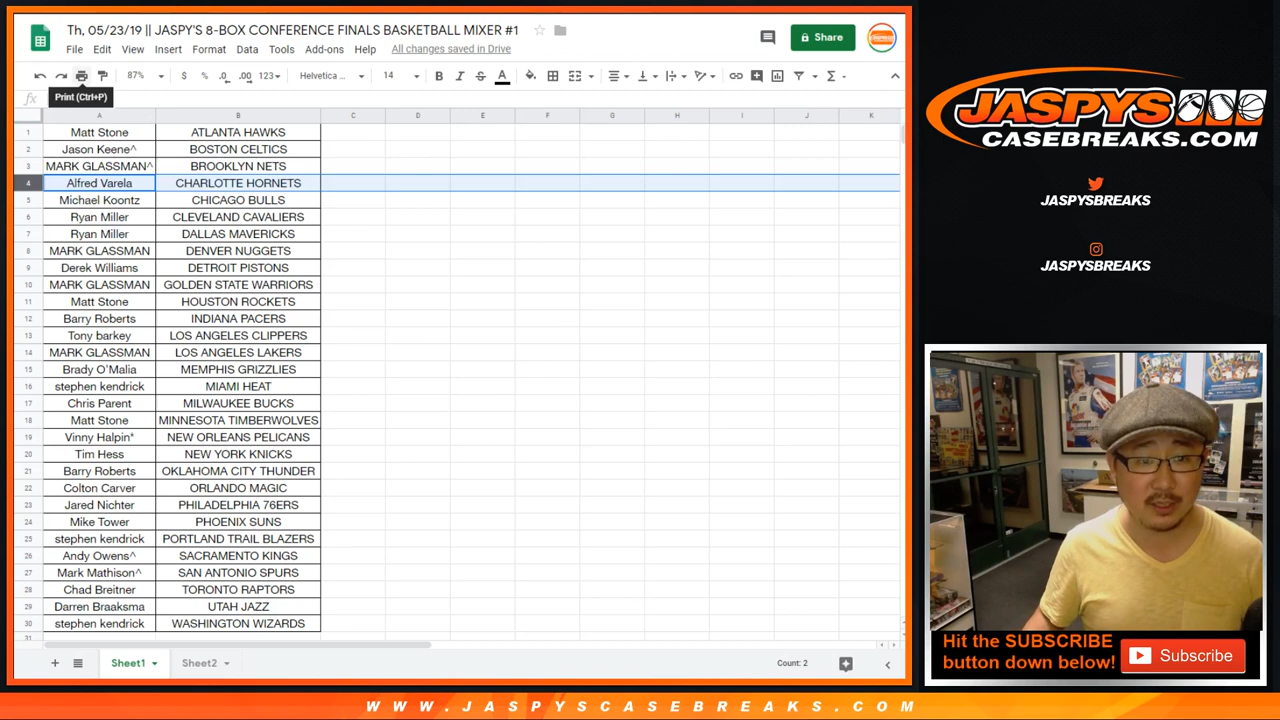 Th, 05/23/19 || JASPY'S 8-BOX CONFERENCE FINALS BASKETBALL MIXER #1
File Edit View Insert Format Data Tools Add-ons Help All changes saved in Drive
Share
87% $ % .0 .00 123 Helvetica ... 14 B I S A
fx
Print (Ctrl+P)
A B C D E F G H I J K
1 Matt Stone ATLANTA HAWKS
2 Jason Keene^ BOSTON CELTICS
3 MARK GLASSMAN^ BROOKLYN NETS
4 Alfred Varela CHARLOTTE HORNETS
5 Michael Koontz CHICAGO BULLS
6 Ryan Miller CLEVELAND CAVALIERS
7 Ryan Miller DALLAS MAVERICKS
8 MARK GLASSMAN DENVER NUGGETS
9 Derek Williams DETROIT PISTONS
10 MARK GLASSMAN GOLDEN STATE WARRIORS
11 Matt Stone HOUSTON ROCKETS
12 Barry Roberts INDIANA PACERS
13 Tony barkey LOS ANGELES CLIPPERS
14 MARK GLASSMAN LOS ANGELES LAKERS
15 Brady O'Malia MEMPHIS GRIZZLIES
16 stephen kendrick MIAMI HEAT
17 Chris Parent MILWAUKEE BUCKS
18 Matt Stone MINNESOTA TIMBERWOLVES
19 Vinny Halpin* NEW ORLEANS PELICANS
20 Tim Hess NEW YORK KNICKS
21 Barry Roberts OKLAHOMA CITY THUNDER
22 Colton Carver ORLANDO MAGIC
23 Jared Nichter PHILADELPHIA 76ERS
24 Mike Tower PHOENIX SUNS
25 stephen kendrick PORTLAND TRAIL BLAZERS
26 Andy Owens^ SACRAMENTO KINGS
27 Mark Mathison^ SAN ANTONIO SPURS
28 Chad Breitner TORONTO RAPTORS
29 Darren Braaksma UTAH JAZZ
30 stephen kendrick WASHINGTON WIZARDS
31
Sheet1 Sheet2 Count: 2
JASPYS
CASEBREAKS.COM
JASPYSBREAKS
JASPYSBREAKS
Hit the SUBSCRIBE
button down below!
Subscribe
WWW.JASPYSCASEBREAKS.COM